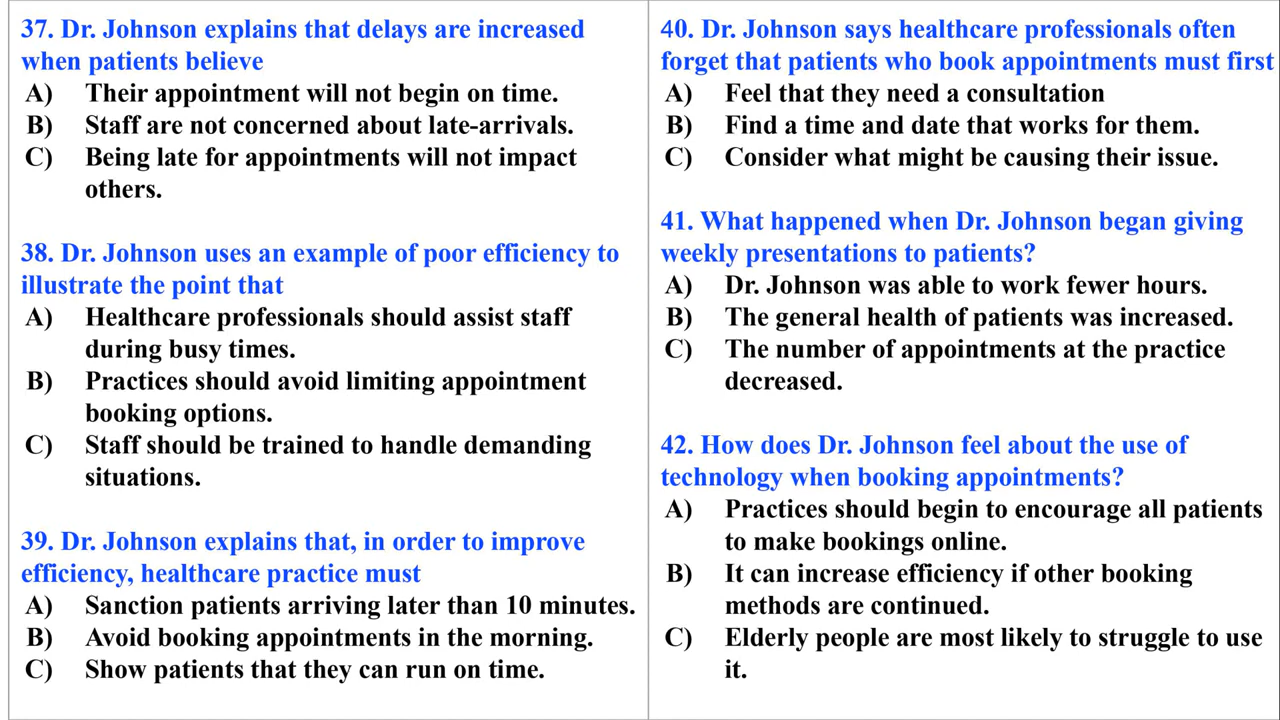 37. Dr. Johnson explains that delays are increased
when patients believe
A) Their appointment will not begin on time.
B) Staff are not concerned about late-arrivals.
C) Being late for appointments will not impact
others.
38. Dr. Johnson uses an example of poor efficiency to
illustrate the point that
A) Healthcare professionals should assist staff
during busy times.
B) Practices should avoid limiting appointment
booking options.
C) Staff should be trained to handle demanding
situations.
39. Dr. Johnson explains that, in order to improve
efficiency, healthcare practice must
A) Sanction patients arriving later than 10 minutes.
B) Avoid booking appointments in the morning.
C) Show patients that they can run on time.
40. Dr. Johnson says healthcare professionals often
forget that patients who book appointments must first
A) Feel that they need a consultation
B) Find a time and date that works for them.
C) Consider what might be causing their issue.
41. What happened when Dr. Johnson began giving
weekly presentations to patients?
A) Dr. Johnson was able to work fewer hours.
B) The general health of patients was increased.
C) The number of appointments at the practice
decreased.
42. How does Dr. Johnson feel about the use of
technology when booking appointments?
A) Practices should begin to encourage all patients
to make bookings online.
B) It can increase efficiency if other booking
methods are continued.
C) Elderly people are most likely to struggle to use
it.